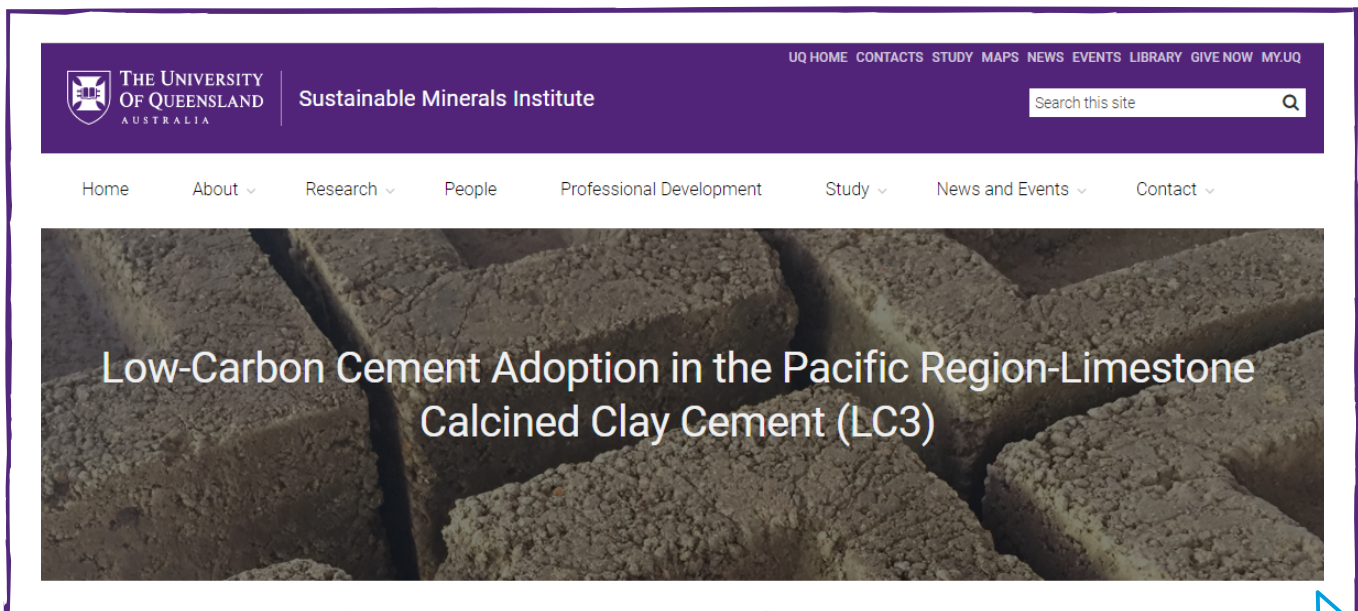 UQ HOME CONTACTS STUDY MAPS NEWS EVENTS LIBRARY GIVE NOW MY.UQ
THE UNIVERSITY
OF QUEENSLAND
AUSTRALIA
Sustainable Minerals Institute
Search this site
Home About Research People Professional Development Study News and Events Contact
Low-Carbon Cement Adoption in the Pacific Region-Limestone
Calcined Clay Cement (LC3)